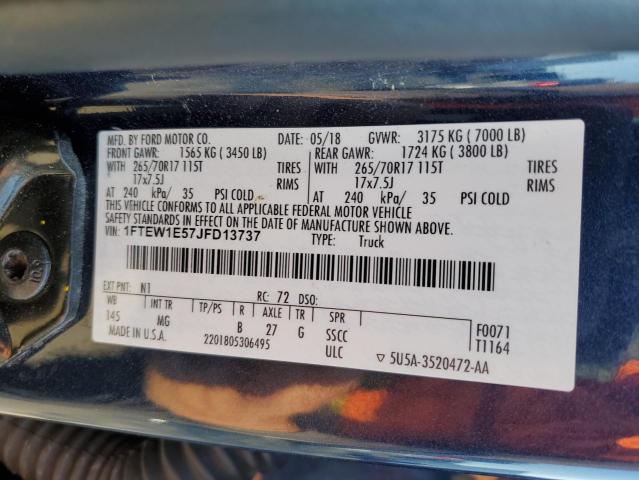 MFD. BY FORD MOTOR CO. DATE: 05/18 GVWR: 3175 KG ( 7000 LB)
FRONT GAWR: 1565 KG ( 3450 LB) REAR GAWR: 1724 KG ( 3800 LB)
WITH 265/70R17 115T TIRES WITH 265/70R17 115T TIRES
17x7.5J RIMS 17x7.5J RIMS
AT 240 kPa/ 35 PSI COLD AT 240 kPa/ 35 PSI COLD
THIS VEHICLE CONFORMS TO ALL APPLICABLE FEDERAL MOTOR VEHICLE
SAFETY STANDARDS IN EFFECT ON THE DATE OF MANUFACTURE SHOWN ABOVE.
VIN: 1FTEW1E57JFD13737 TYPE: Truck
EXT PNT: N1 RC: 72 DSO:
WB INT TR TP/PS R AXLE TR SPR F0071
145 MG B 27 G SSCC T1164
MADE IN U.S.A. 2201805306495 ULC ▽ 5U5A-3520472-AA
10.9